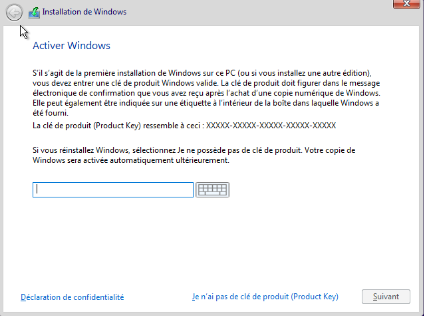 Installation de Windows
Activer Windows
S'il s'agit de la première installation de Windows sur ce PC (ou si vous installez une autre édition),
vous devez entrer une clé de produit Windows valide. La clé de produit doit figurer dans le message
électronique de confirmation que vous avez reçu après l'achat d'une copie numérique de Windows.
Elle peut également être indiquée sur une étiquette à l'intérieur de la boîte dans laquelle Windows a
été fourni.
La clé de produit (Product Key) ressemble à ceci : XXXXX-XXXXX-XXXXX-XXXXX-XXXXX
Si vous réinstallez Windows, sélectionnez Je ne possède pas de clé de produit. Votre copie de
Windows sera activée automatiquement ultérieurement.
Déclaration de confidentialité
Je n'ai pas de clé de produit (Product Key)
Suivant